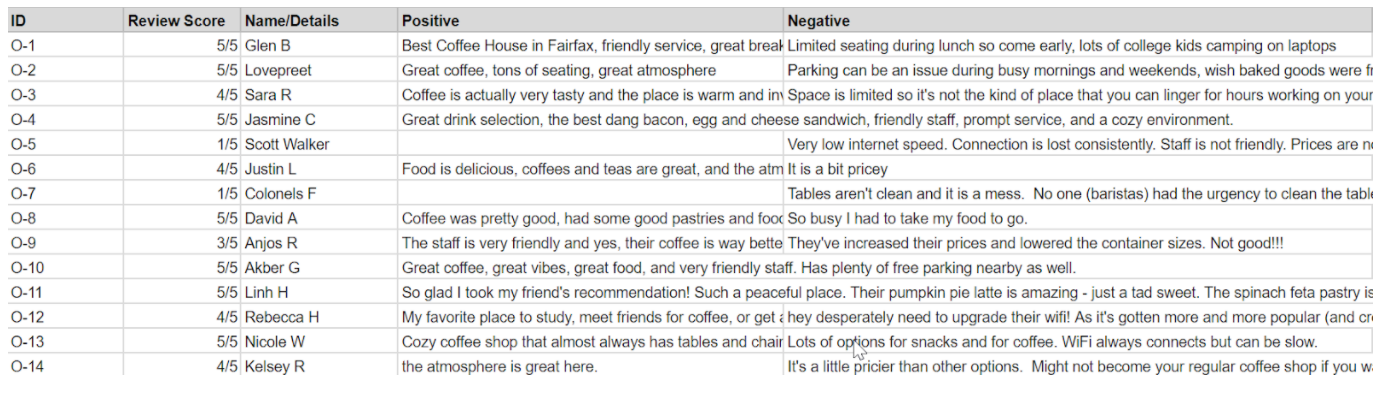 ID Review Score Name/Details Positive Negative
O-1 5/5 Glen B Best Coffee House in Fairfax, friendly service, great break Limited seating during lunch so come early, lots of college kids camping on laptops
O-2 5/5 Lovepreet Great coffee, tons of seating, great atmosphere Parking can be an issue during busy mornings and weekends, wish baked goods were fr
O-3 4/5 Sara R Coffee is actually very tasty and the place is warm and inv Space is limited so it's not the kind of place that you can linger for hours working on your
O-4 5/5 Jasmine C Great drink selection, the best dang bacon, egg and cheese sandwich, friendly staff, prompt service, and a cozy environment.
O-5 1/5 Scott Walker Very low internet speed. Connection is lost consistently. Staff is not friendly. Prices are no
O-6 4/5 Justin L Food is delicious, coffees and teas are great, and the atm It is a bit pricey
O-7 1/5 Colonels F Tables aren't clean and it is a mess. No one (baristas) had the urgency to clean the table
O-8 5/5 David A Coffee was pretty good, had some good pastries and food So busy I had to take my food to go.
O-9 3/5 Anjos R The staff is very friendly and yes, their coffee is way bette They've increased their prices and lowered the container sizes. Not good!!!
O-10 5/5 Akber G Great coffee, great vibes, great food, and very friendly staff. Has plenty of free parking nearby as well.
O-11 5/5 Linh H So glad I took my friend's recommendation! Such a peaceful place. Their pumpkin pie latte is amazing - just a tad sweet. The spinach feta pastry is
O-12 4/5 Rebecca H My favorite place to study, meet friends for coffee, or get a hey desperately need to upgrade their wifi! As it's gotten more and more popular (and cr
O-13 5/5 Nicole W Cozy coffee shop that almost always has tables and chair Lots of options for snacks and for coffee. WiFi always connects but can be slow.
O-14 4/5 Kelsey R the atmosphere is great here. It's a little pricier than other options. Might not become your regular coffee shop if you wa